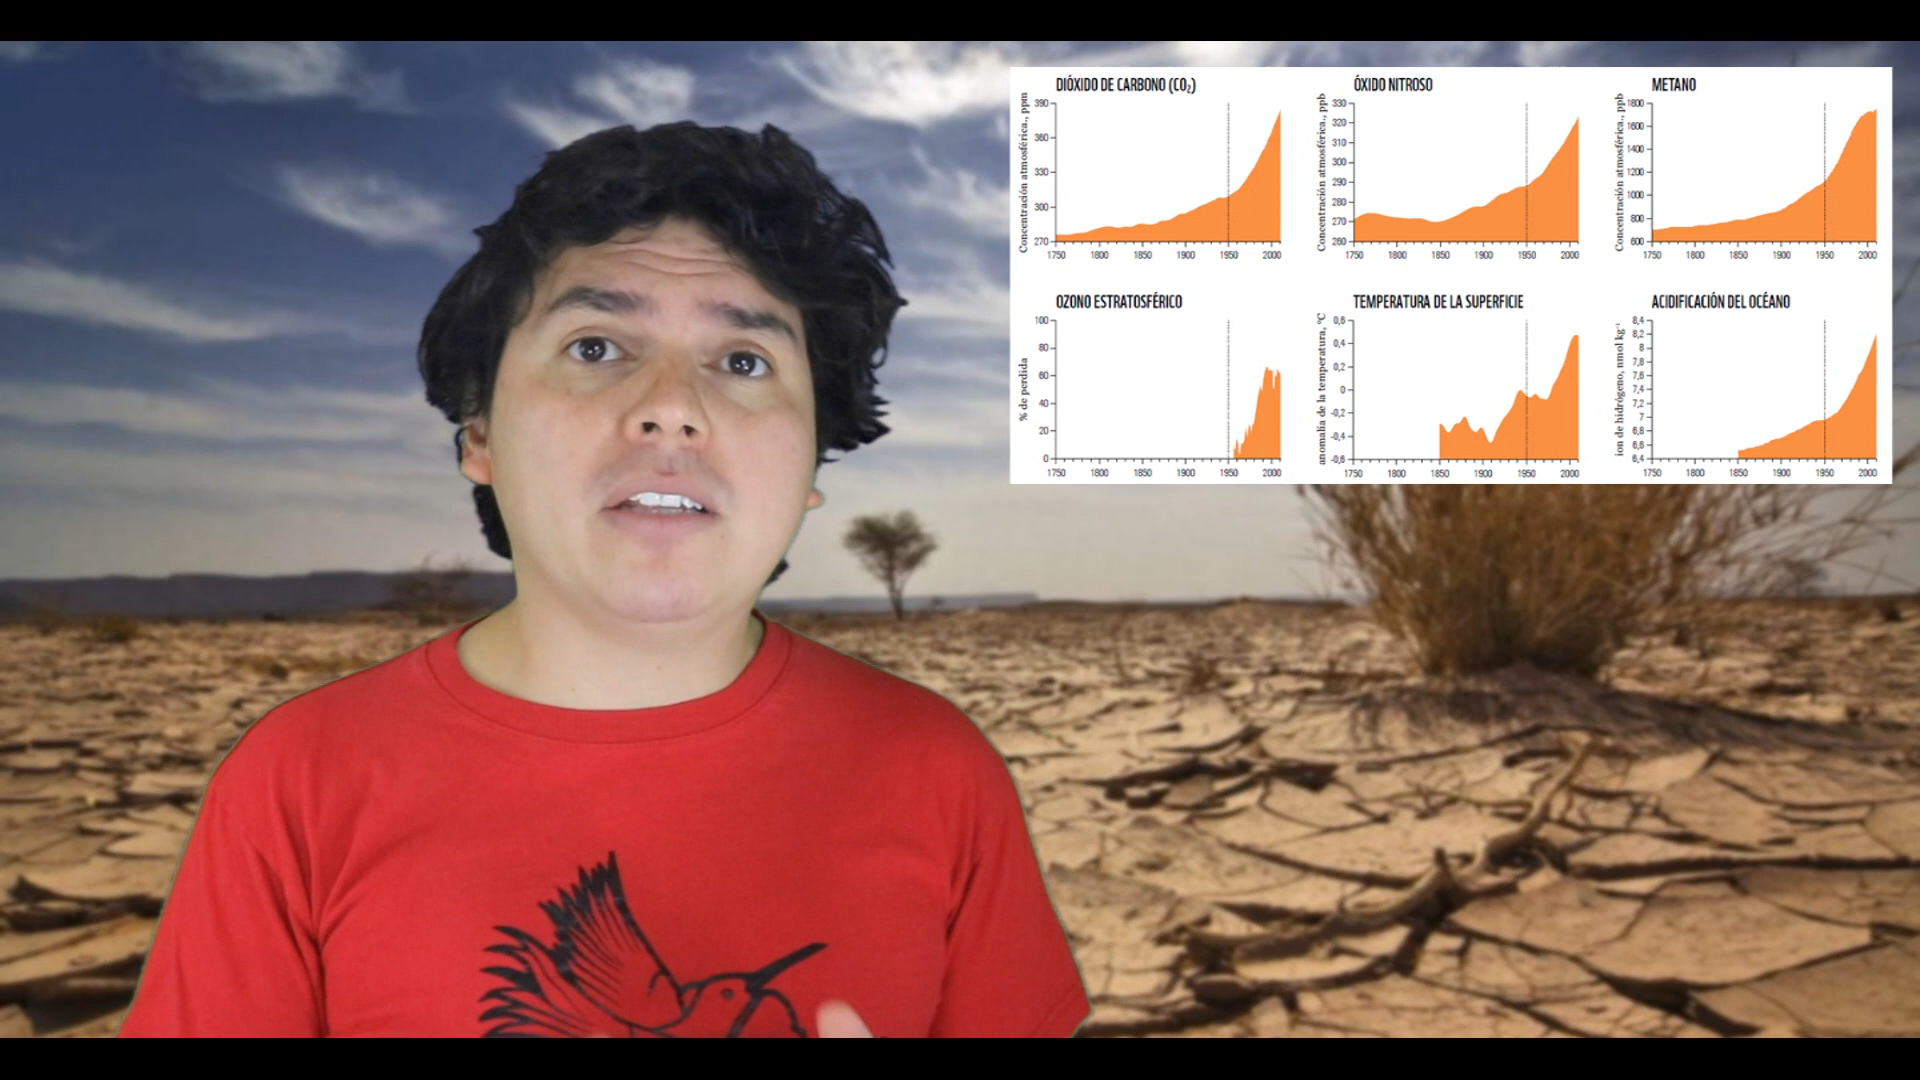 DIÓXIDO DE CARBONO (CO₂)
Concentración atmosférica., ppm
390
360
330
300
270
1750 1800 1850 1900 1950 2000
ÓXIDO NITROSO
Concentración atmosférica., ppb
330
320
310
300
290
280
270
260
1750 1800 1850 1900 1950 2000
METANO
Concentración atmosférica., ppb
1800
1600
1400
1200
1000
800
600
1750 1800 1850 1900 1950 2000
OZONO ESTRATOSFÉRICO
% de perdida
100
80
60
40
20
0
1750 1800 1850 1900 1950 2000
TEMPERATURA DE LA SUPERFICIE
anomalía de la temperatura, °C
0,6
0,4
0,2
0
-0,2
-0,4
-0,6
1750 1800 1850 1900 1950 2000
ACIDIFICACIÓN DEL OCÉANO
ion de hidrógeno, nmol kg⁻¹
8,4
8,2
8
7,8
7,6
7,4
7,2
7
6,8
6,6
6,4
1750 1800 1850 1900 1950 2000